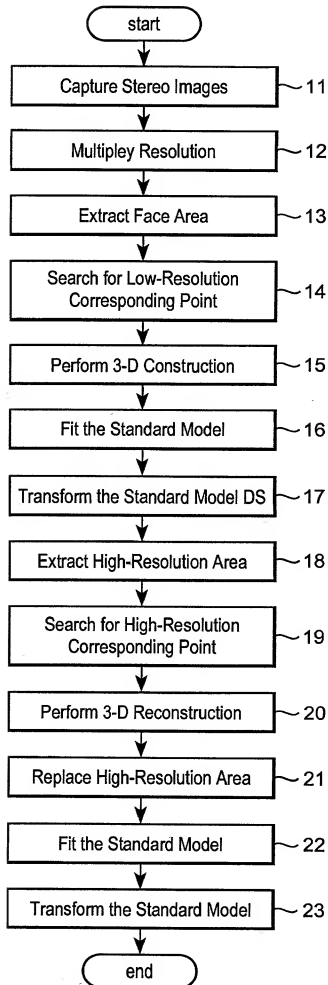 start
Capture Stereo Images 11
Multipley Resolution 12
Extract Face Area 13
Search for Low-Resolution
Corresponding Point 14
Perform 3-D Construction 15
Fit the Standard Model 16
Transform the Standard Model DS 17
Extract High-Resolution Area 18
Search for High-Resolution
Corresponding Point 19
Perform 3-D Reconstruction 20
Replace High-Resolution Area 21
Fit the Standard Model 22
Transform the Standard Model 23
end